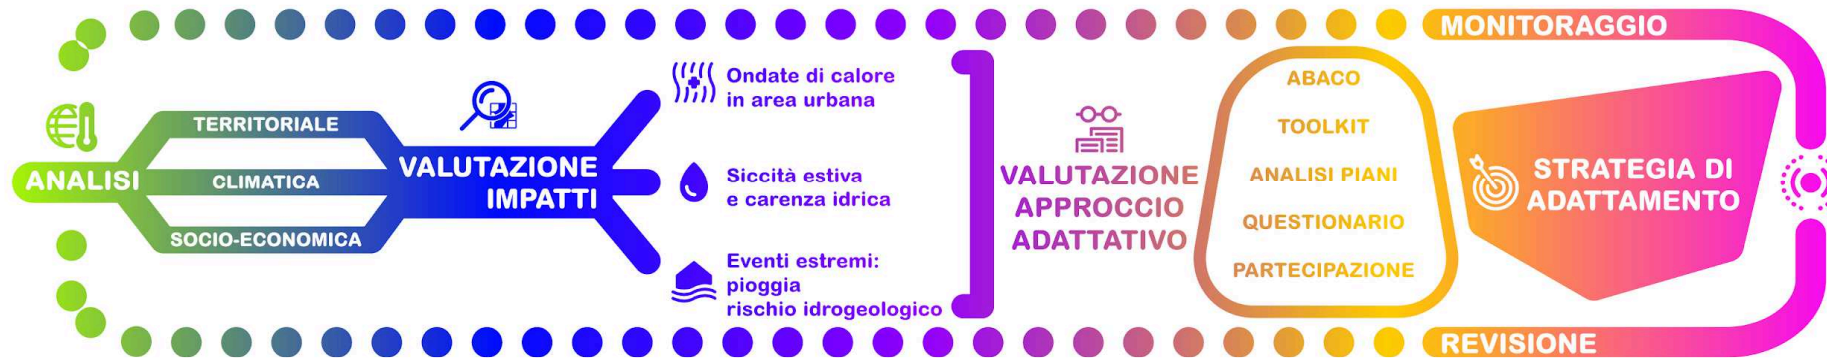 MONITORAGGIO
ANALISI
TERRITORIALE
CLIMATICA
SOCIO-ECONOMICA
VALUTAZIONE
IMPATTI
Ondate di calore
in area urbana
Siccità estiva
e carenza idrica
Eventi estremi:
pioggia
rischio idrogeologico
VALUTAZIONE
APPROCCIO
ADATTATIVO
ABACO
TOOLKIT
ANALISI PIANI
QUESTIONARIO
PARTECIPAZIONE
STRATEGIA DI
ADATTAMENTO
REVISIONE